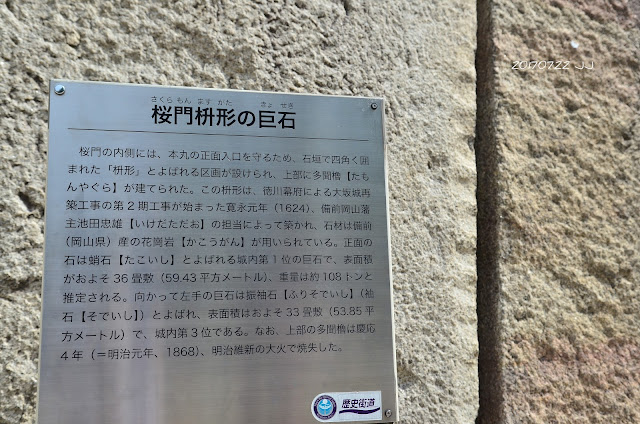 20170722 JJ
さくら もん ます がた きょ せき
桜門枡形の巨石
桜門の内側には、本丸の正面入口を守るため、石垣で四角く囲
まれた「枡形」とよばれる区画が設けられ、上部に多聞櫓【たも
んやぐら】が建てられた。この枡形は、徳川幕府による大坂城再
築工事の第2期工事が始まった寛永元年（1624）、備前岡山藩
主池田忠雄【いけだただお】の担当によって築かれ、石材は備前
（岡山県）産の花崗岩【かこうがん】が用いられている。正面の
石は蛸石【たこいし】とよばれる城内第1位の巨石で、表面積
がおよそ36畳敷（59.43平方メートル）、重量は約108トンと
推定される。向かって左手の巨石は振袖石【ふりそでいし】（袖
石【そでいし】）とよばれ、表面積はおよそ33畳敷（53.85平
方メートル）で、城内第3位である。なお、上部の多聞櫓は慶応
4年（＝明治元年、1868）、明治維新の大火で焼失した。
歴史街道